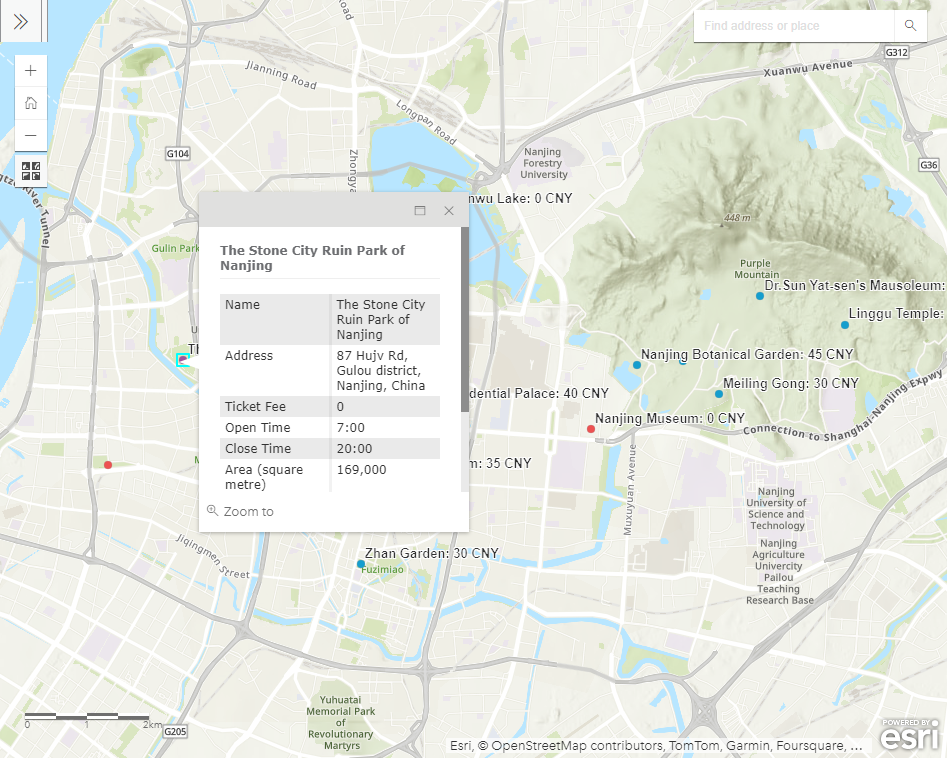 Find address or place
G312
Xuanwu Avenue
Jianning Road
Road
Longpan Road
G104
Nanjing
Forestry
University
G36
River Tunnel
nwu Lake: 0 CNY
448 m
Gulin Park
Purple
Mountain
The Stone City Ruin Park of
Nanjing
Dr.Sun Yat-sen's Mausoleum:
Linggu Temple:
Name The Stone City
Ruin Park of
Nanjing
Address 87 Hujv Rd,
Gulou district,
Nanjing, China
Nanjing Botanical Garden: 45 CNY
Meiling Gong: 30 CNY
dential Palace: 40 CNY
Ticket Fee 0
Open Time 7:00
Nanjing Museum: 0 CNY
Connection to Shanghai-Nanjing Expwy
Close Time 20:00
Area (square
metre) 169,000
m: 35 CNY
Muxuyuan Avenue
Zoom to
Nanjing
University of
Science and
Technology
Nanjing
Agriculture
Univercity
Pailou
Teaching
Research Base
Jiqingmen Street
Zhan Garden: 30 CNY
Fuzimiao
Yuhuatai
Memorial Park
of
Revolutionary
Martyrs
0 1 2km
G205
POWERED BY
esri
Esri, © OpenStreetMap contributors, TomTom, Garmin, Foursquare, ...